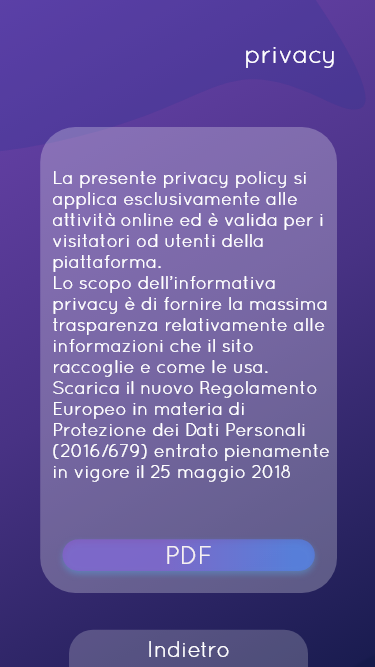 privacy
La presente privacy policy si
applica esclusivamente alle
attività online ed è valida per i
visitatori od utenti della
piattaforma.
Lo scopo dell'informativa
privacy è di fornire la massima
trasparenza relativamente alle
informazioni che il sito
raccoglie e come le usa.
Scarica il nuovo Regolamento
Europeo in materia di
Protezione dei Dati Personali
(2016/679) entrato pienamente
in vigore il 25 maggio 2018
PDF
Indietro